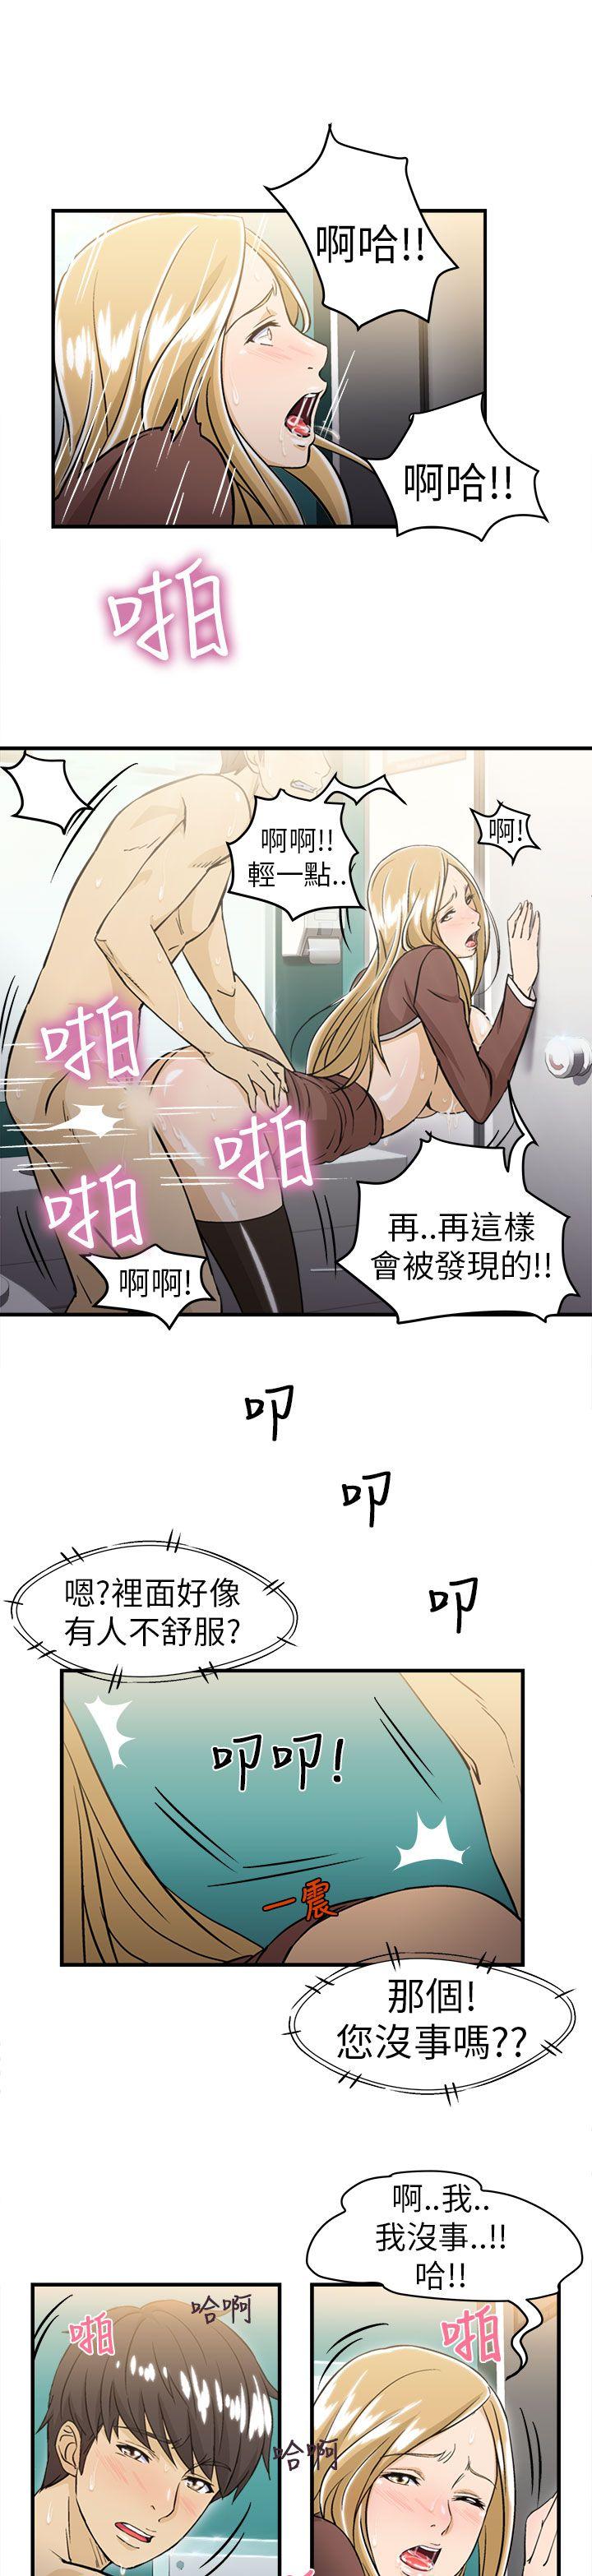 啊哈!!
啊哈!!
啪
啊啊!!
輕一點..
啊!
啪
啪
啪
再..再這樣
會被發現的!!
啊啊!
叩
叩
叩
嗯?裡面好像
有人不舒服?
叩叩!
一震
那個!
您沒事嗎??
啊..我..
我沒事..!!
哈!!
哈啊
啪
啪
哈啊